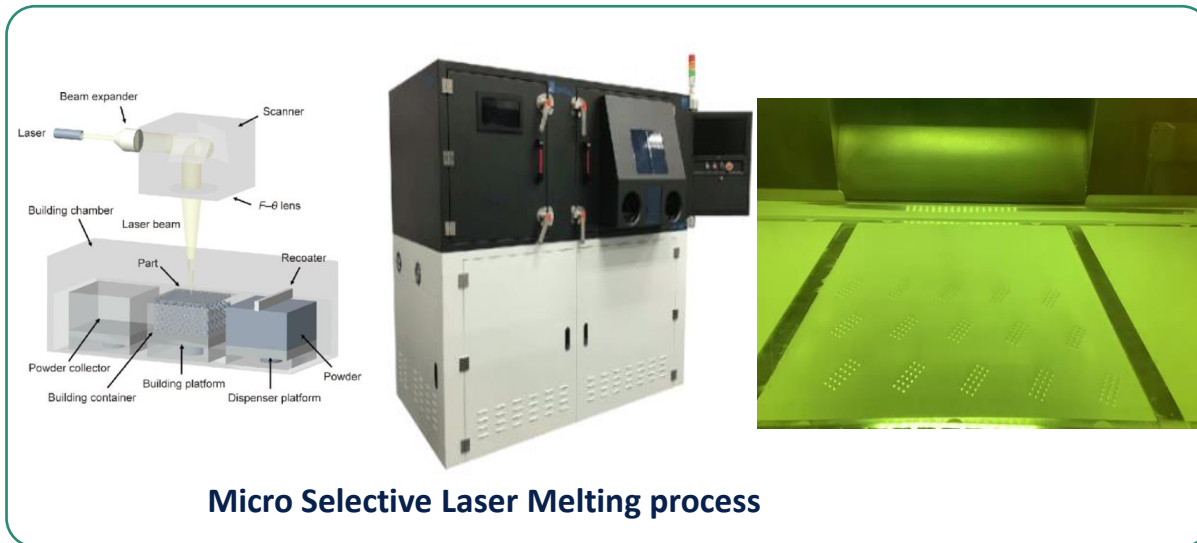 Beam expander
Scanner
Laser
F–θ lens
Building chamber
Laser beam
Part
Recoater
Powder collector
Building platform
Powder
Building container
Dispenser platform
Micro Selective Laser Melting process